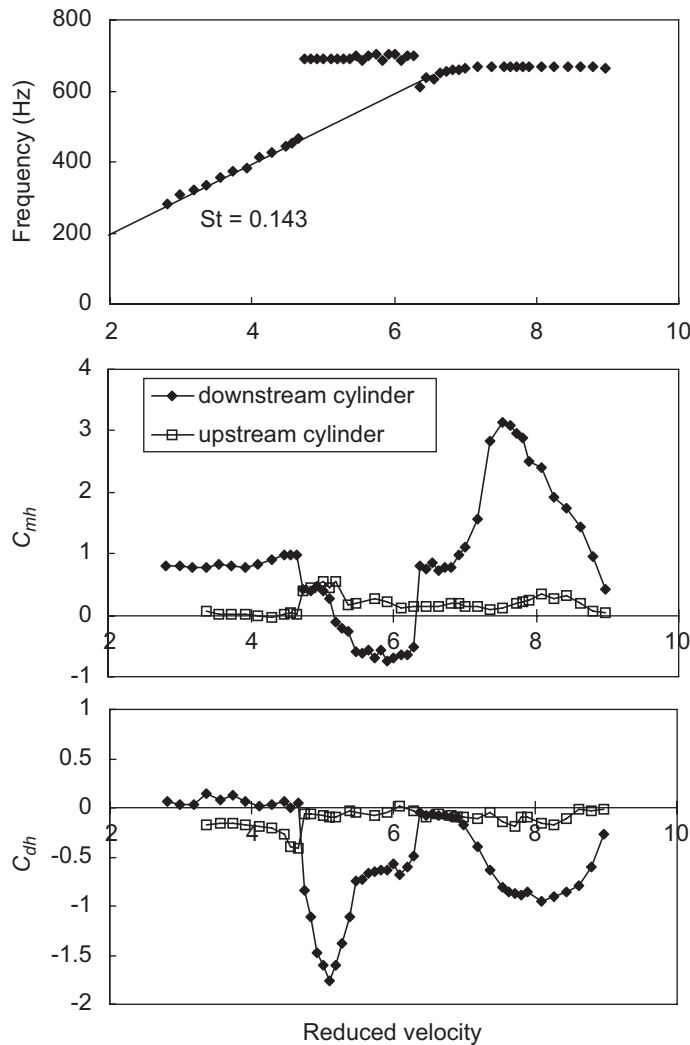 800
600
400
200
0
Frequency (Hz)
St = 0.143
2 4 6 8 10
4
3
2
1
0
-1
C_mh
downstream cylinder
upstream cylinder
2 4 6 8 10
1
0.5
0
-0.5
-1
-1.5
-2
C_dh
2 4 6 8 10
Reduced velocity